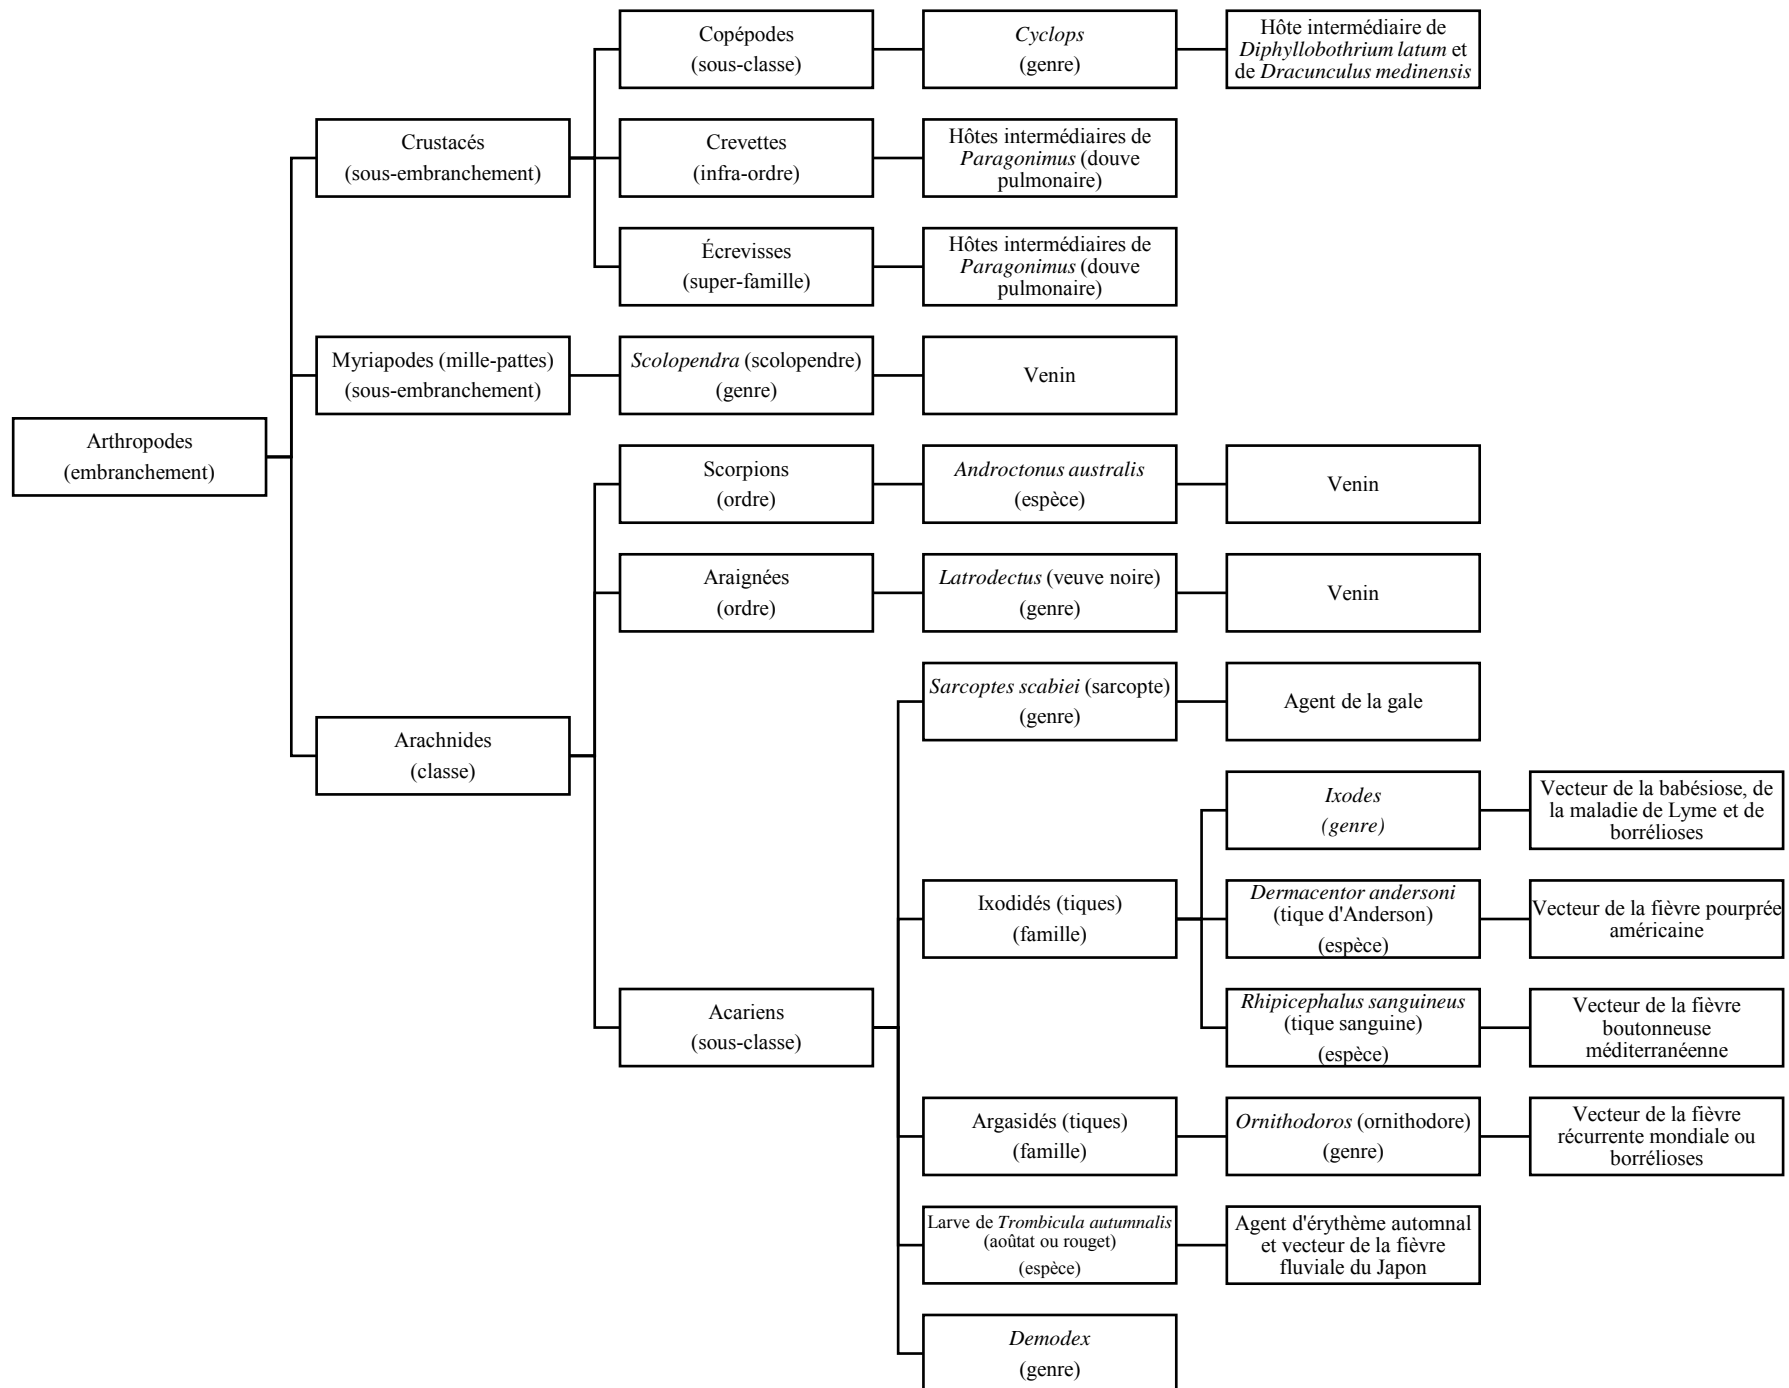 Copépodes
(sous-classe)
Cyclops
(genre)
Hôte intermédiaire de
Diphyllobothrium latum et
de Dracunculus medinensis
Crustacés
(sous-embranchement)
Crevettes
(infra-ordre)
Hôtes intermédiaires de
Paragonimus (douve
pulmonaire)
Écrevisses
(super-famille)
Hôtes intermédiaires de
Paragonimus (douve
pulmonaire)
Myriapodes (mille-pattes)
(sous-embranchement)
Scolopendra (scolopendre)
(genre)
Venin
Arthropodes
(embranchement)
Scorpions
(ordre)
Androctonus australis
(espèce)
Venin
Araignées
(ordre)
Latrodectus (veuve noire)
(genre)
Venin
Sarcoptes scabiei (sarcopte)
(genre)
Agent de la gale
Arachnides
(classe)
Ixodes
(genre)
Vecteur de la babésiose, de
la maladie de Lyme et de
borrélioses
Ixodidés (tiques)
(famille)
Dermacentor andersoni
(tique d'Anderson)
(espèce)
Vecteur de la fièvre pourprée
américaine
Acariens
(sous-classe)
Rhipicephalus sanguineus
(tique sanguine)
(espèce)
Vecteur de la fièvre
boutonneuse
méditerranéenne
Argasidés (tiques)
(famille)
Ornithodoros (ornithodore)
(genre)
Vecteur de la fièvre
récurrente mondiale ou
borrélioses
Larve de Trombicula autumnalis
(aoûtat ou rouget)
(espèce)
Agent d'érythème automnal
et vecteur de la fièvre
fluviale du Japon
Demodex
(genre)